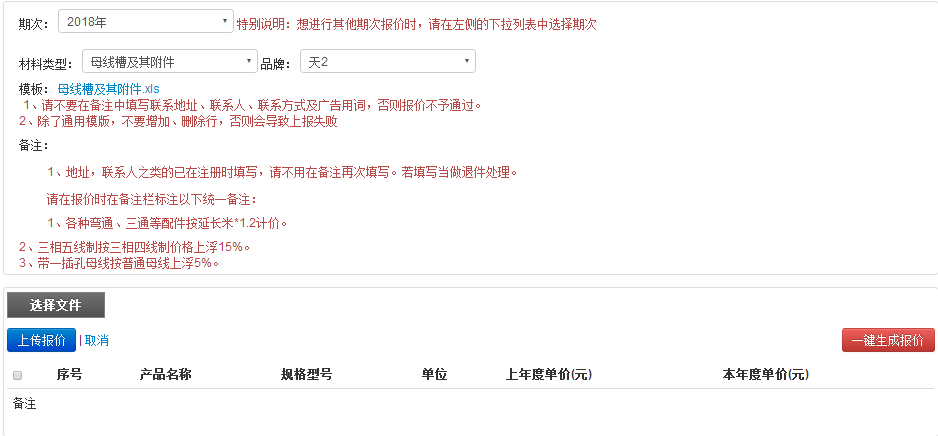 期次： 2018年 特别说明：想进行其他期次报价时，请在左侧的下拉列表中选择期次
材料类型： 母线槽及其附件 品牌： 天2
模板： 母线槽及其附件.xls
1、请不要在备注中填写联系地址、联系人、联系方式及广告用词，否则报价不予通过。
2、除了通用模版，不要增加、删除行，否则会导致上报失败
备注：
1、地址，联系人之类的已在注册时填写，请不用在备注再次填写。若填写当做退件处理。
请在报价时在备注栏标注以下统一备注：
1、各种弯通、三通等配件按延长米*1.2计价。
2、三相五线制按三相四线制价格上浮15%。
3、带一插孔母线按普通母线上浮5%。
选择文件
上传报价 | 取消 一键生成报价
序号 产品名称 规格型号 单位 上年度单价(元) 本年度单价(元)
备注